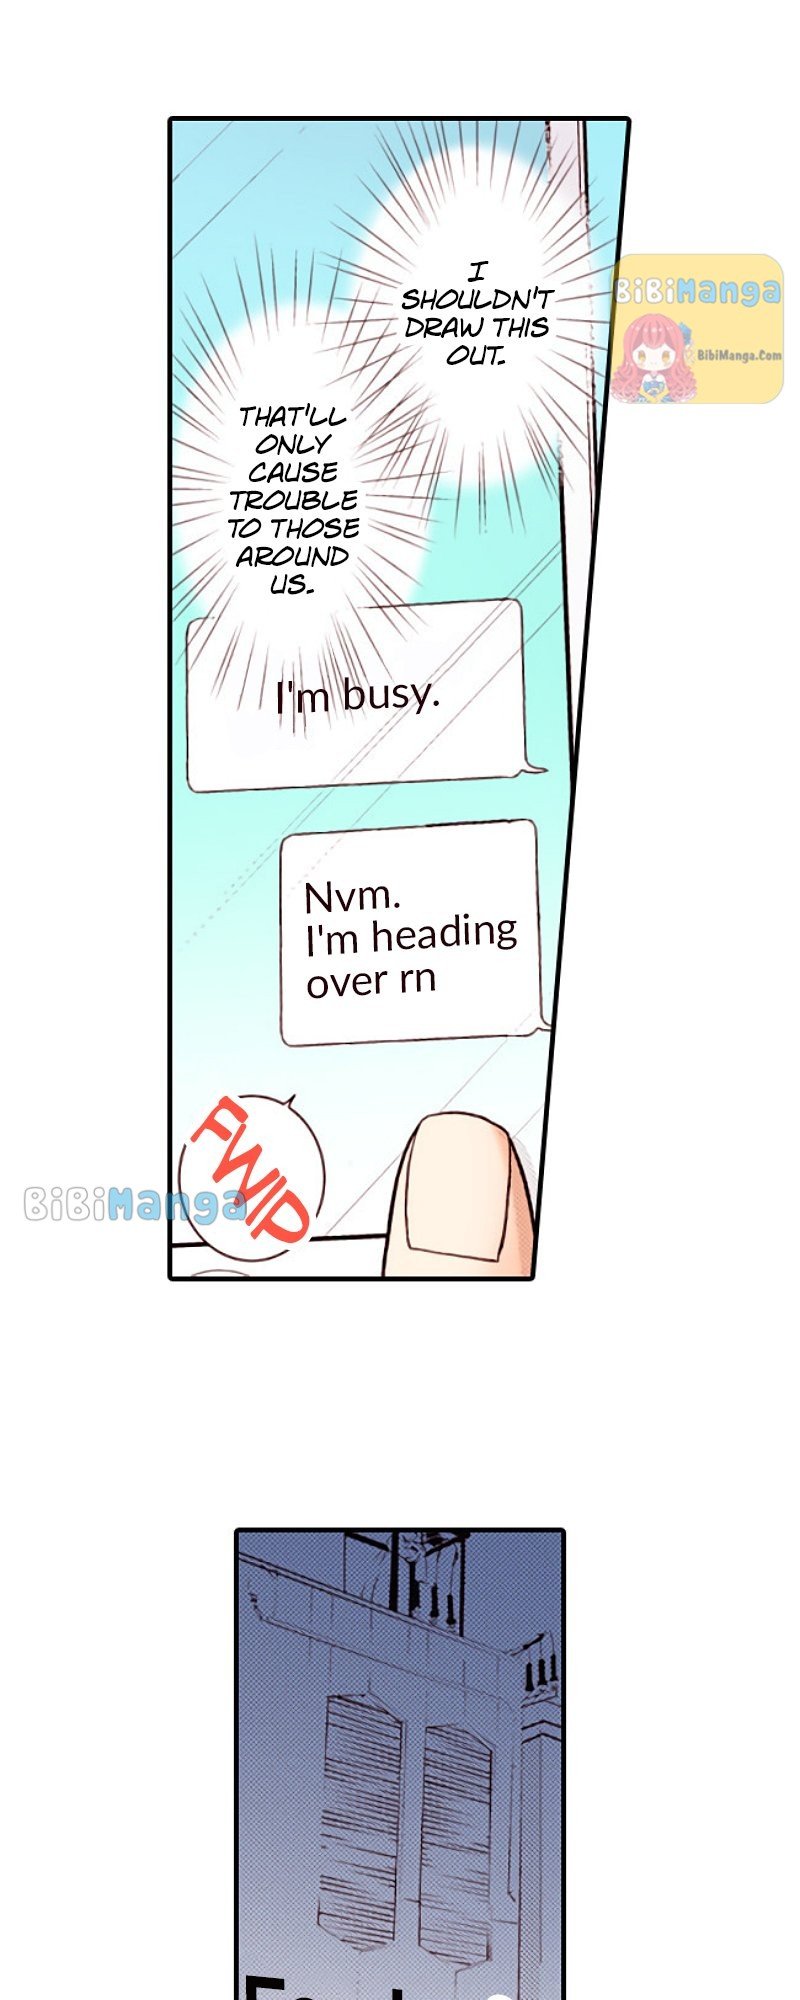 I
SHOULDN'T
DRAW THIS
OUT.
BiBiManga
BibiManga.Com
THAT'LL
ONLY
CAUSE
TROUBLE
TO THOSE
AROUND
US.
I'm busy.
Nvm.
I'm heading
over rn
FWIP
BiBiManga